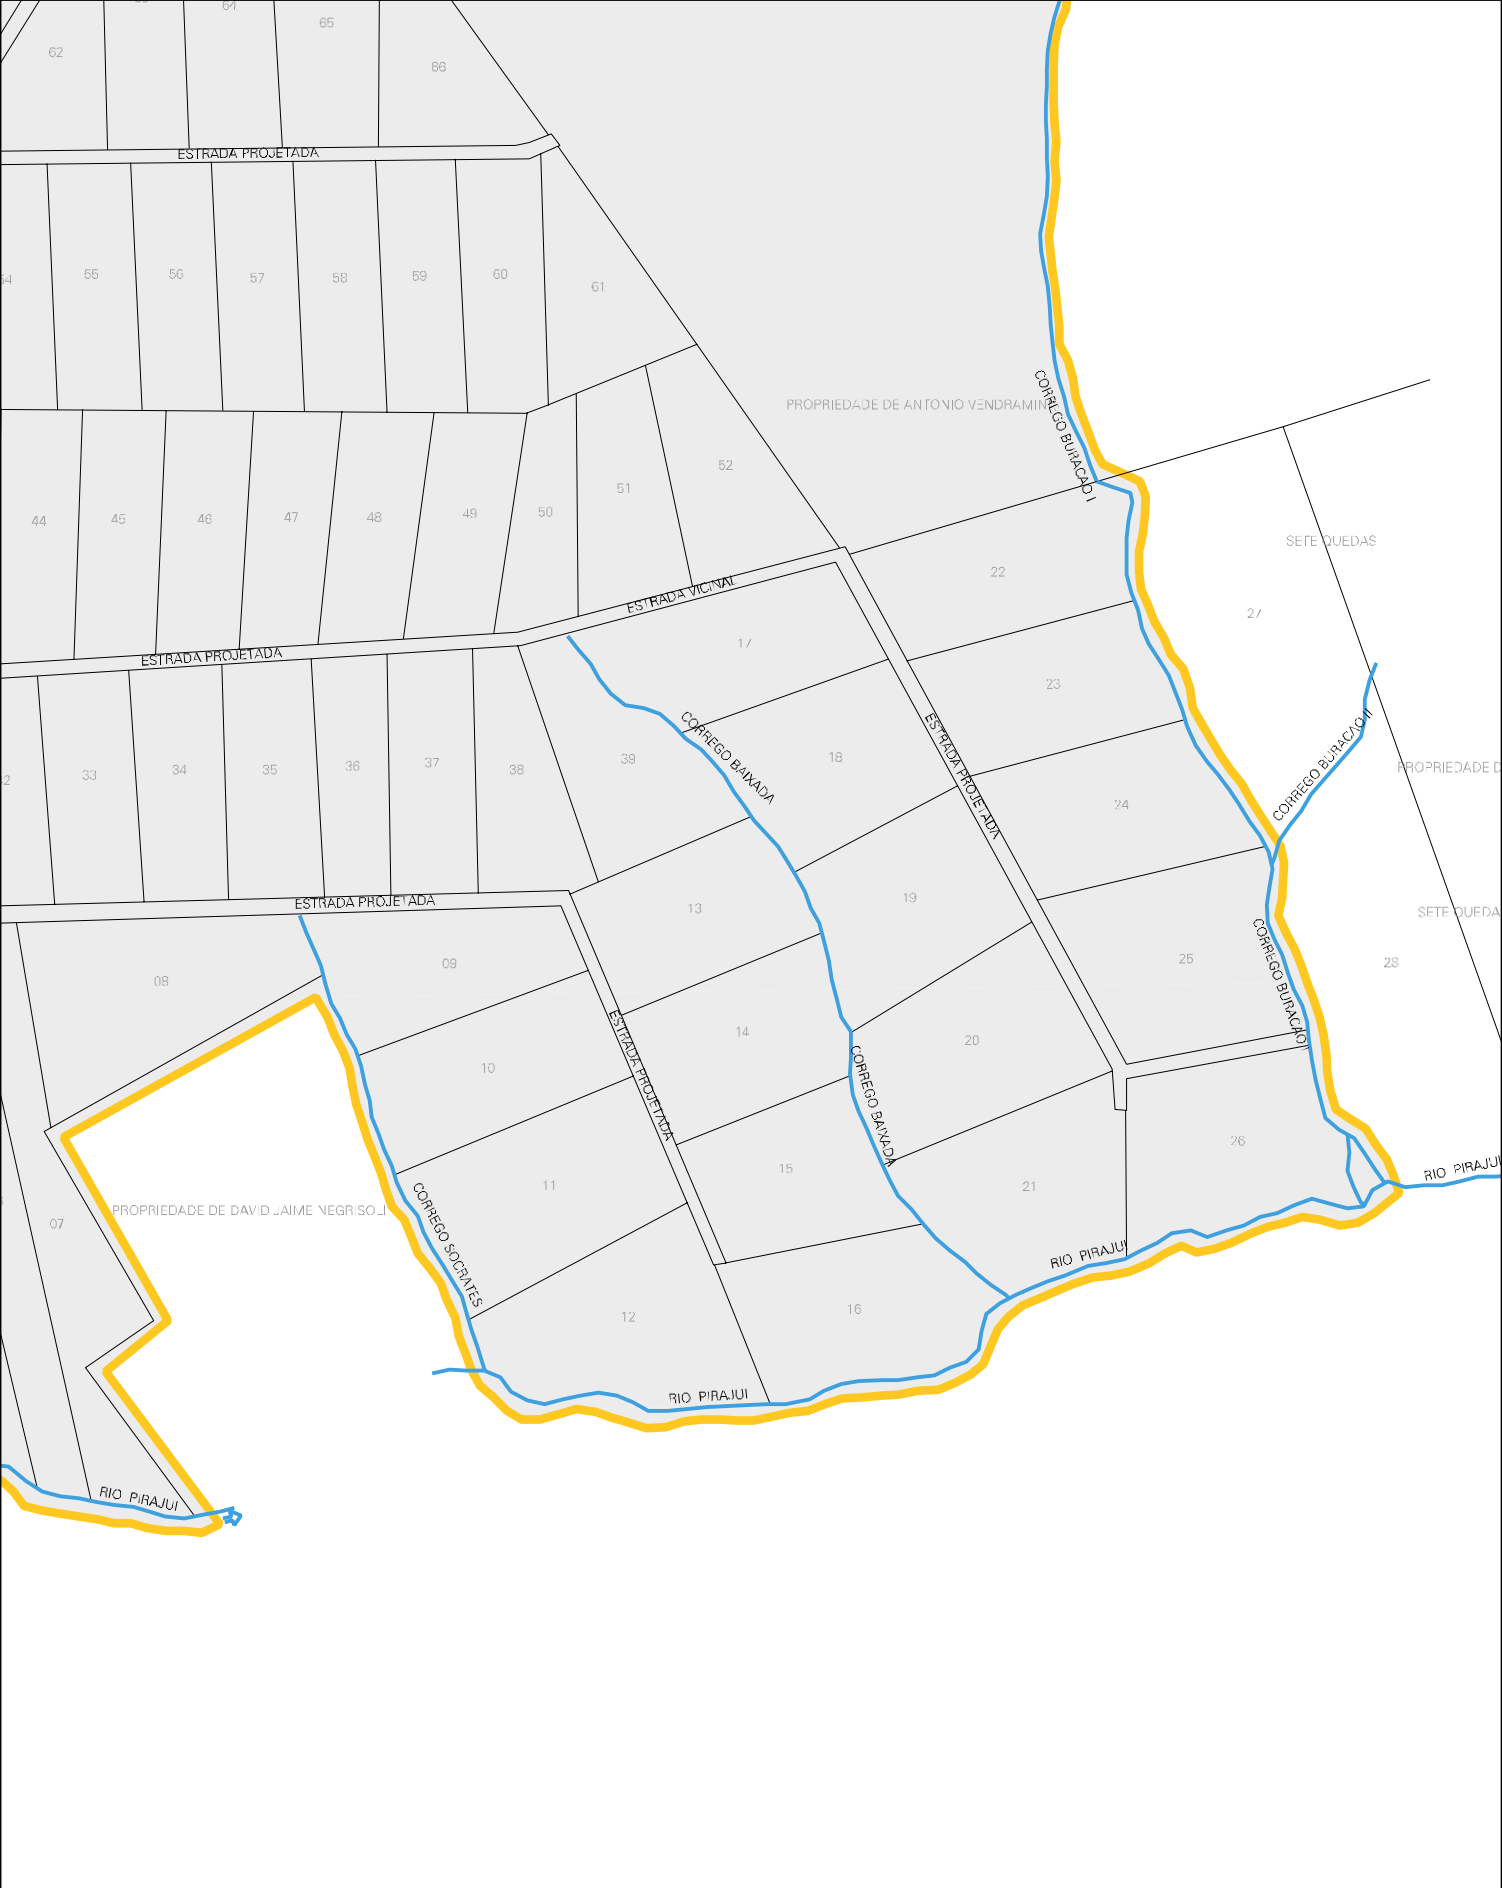 64
65
62
66
ESTRADA PROJETADA
55
56
57
58
59
60
61
PROPRIEDADE DE ANTONIO VENDRAMIN
CORREGO BURACAO I
52
51
50
49
48
47
46
45
44
SETE QUEDAS
22
27
ESTRADA VICINAL
17
ESTRADA PROJETADA
23
CORREGO BURACAO II
CORREGO BAIXADA
39
18
ESTRADA PROJETADA
33
34
35
36
37
38
PROPRIEDADE D
24
ESTRADA PROJETADA
13
19
SETE QUEDA
CORREGO BURACAO I
25
28
08
09
14
20
ESTRADA PROJETADA
10
CORREGO BAIXADA
26
15
21
11
RIO PIRAJUI
PROPRIEDADE DE DAVID JAIME NEGRISOLI
07
CORREGO SOCRATES
RIO PIRAJUI
16
12
RIO PIRAJUI
RIO PIRAJUI